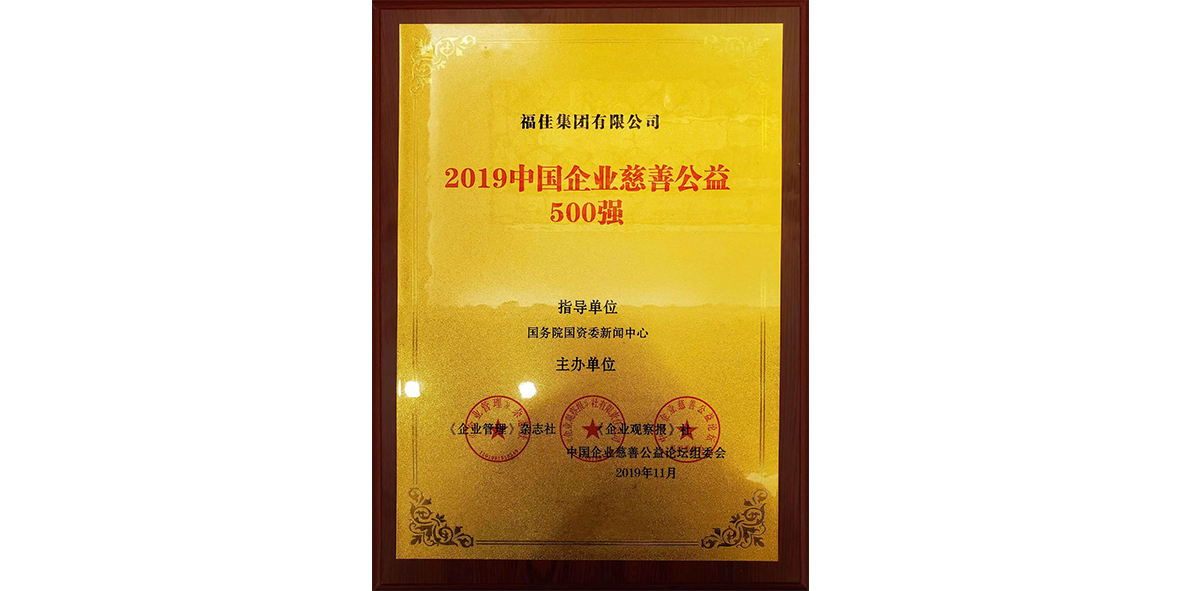 福佳集团有限公司
2019中国企业慈善公益
500强
指导单位
国务院国资委新闻中心
主办单位
《企业管理》杂志社 《企业观察报》社
中国企业慈善公益论坛组委会
2019年11月